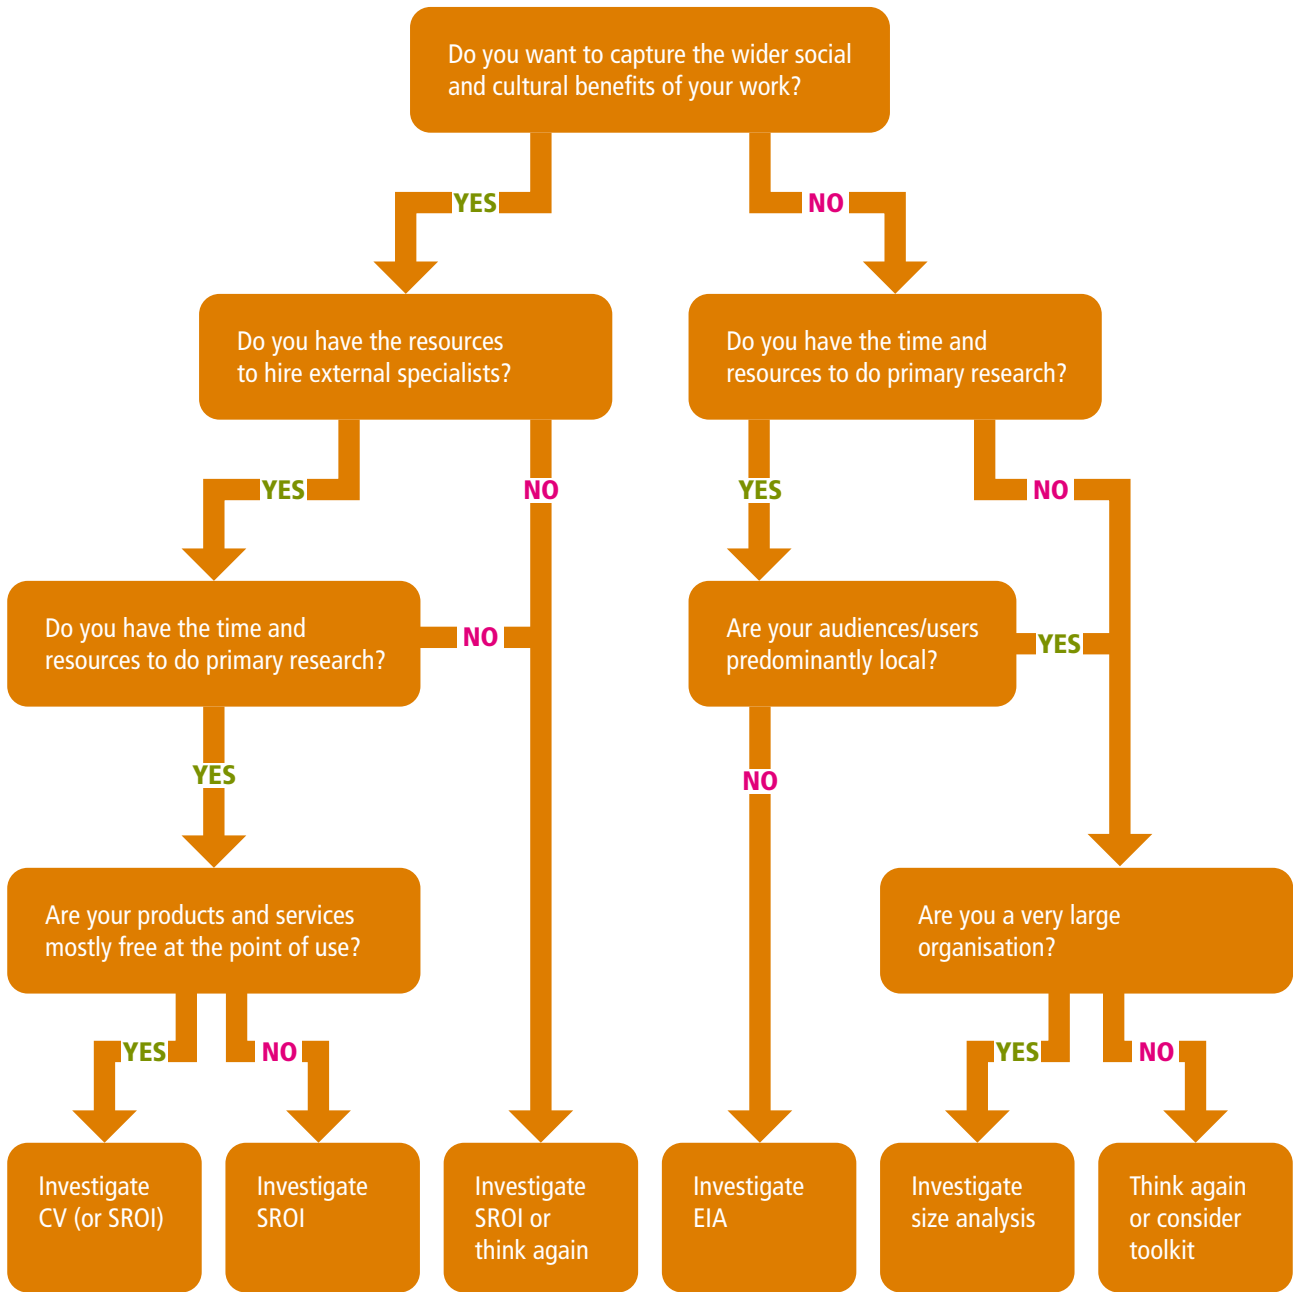 Do you want to capture the wider social
and cultural benefits of your work?
YES
NO
Do you have the resources
to hire external specialists?
Do you have the time and
resources to do primary research?
YES
NO
YES
NO
Do you have the time and
resources to do primary research?
NO
Are your audiences/users
predominantly local?
YES
YES
NO
Are your products and services
mostly free at the point of use?
Are you a very large
organisation?
YES
NO
YES
NO
Investigate
CV (or SROI)
Investigate
SROI
Investigate
SROI or
think again
Investigate
EIA
Investigate
size analysis
Think again
or consider
toolkit